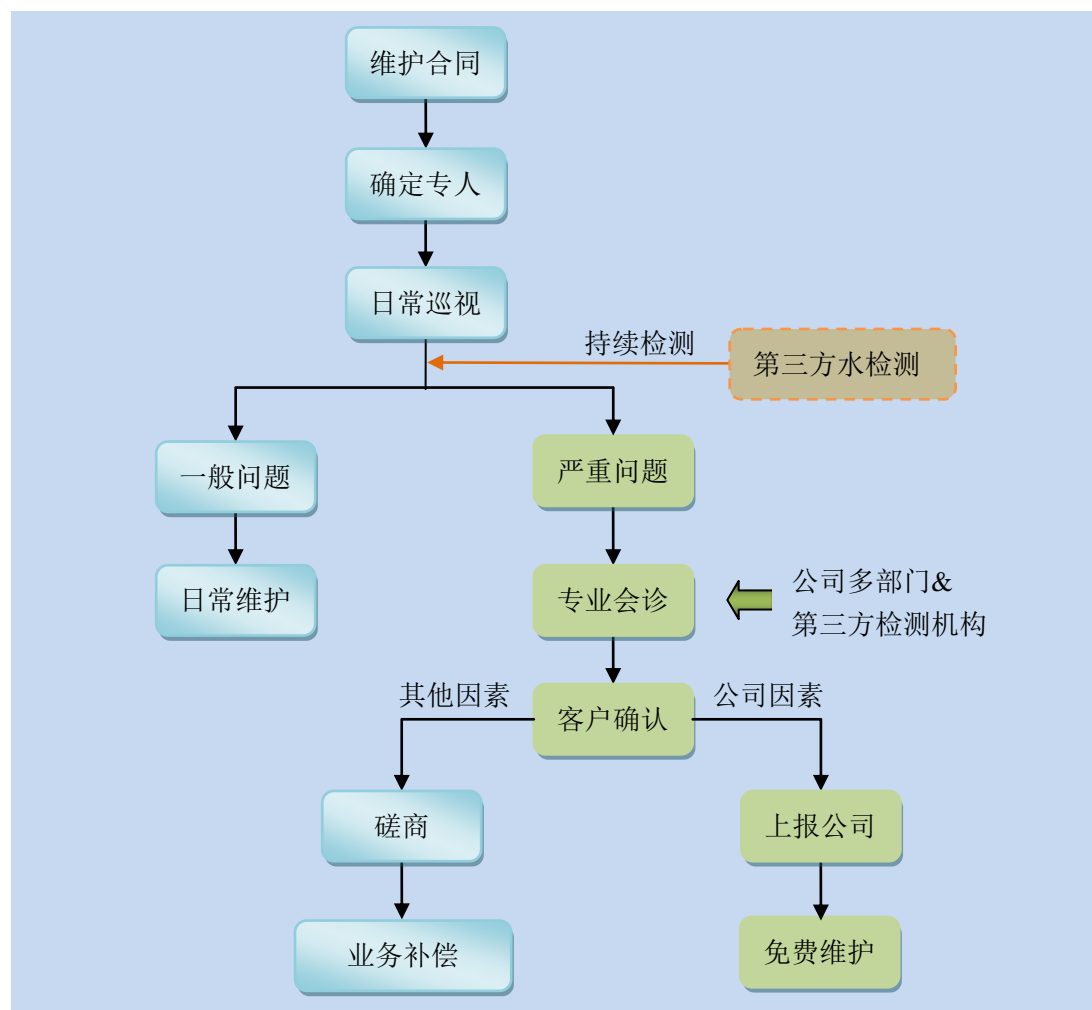 维护合同
确定专人
日常巡视
持续检测
第三方水检测
一般问题
严重问题
日常维护
专业会诊
公司多部门&
第三方检测机构
其他因素
客户确认
公司因素
磋商
上报公司
业务补偿
免费维护